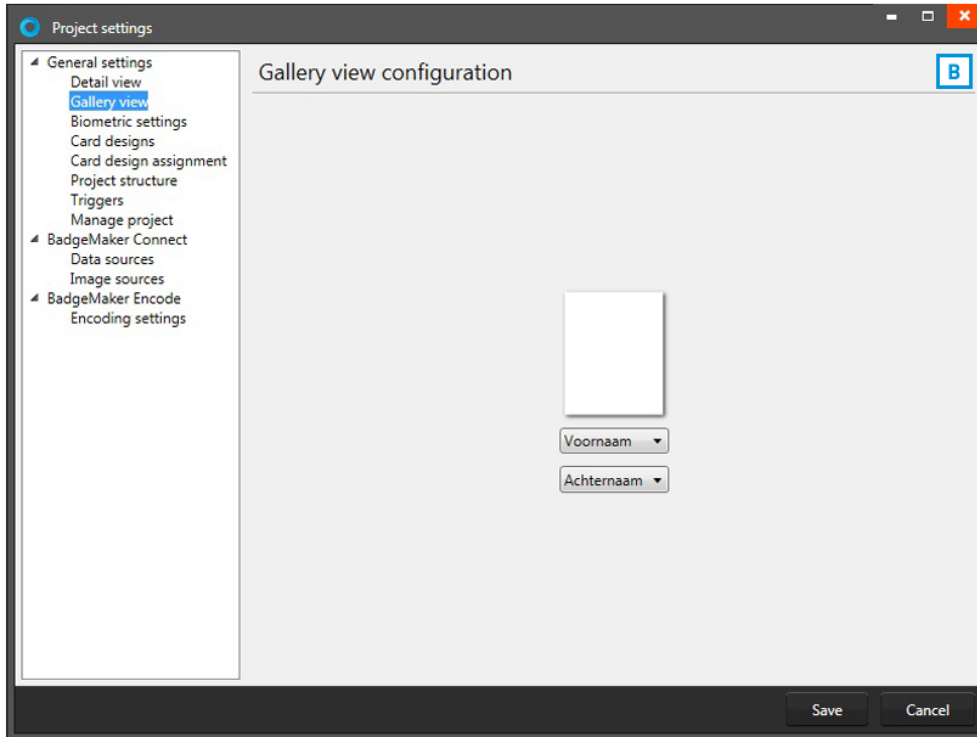 Project settings
General settings
Detail view
Gallery view
Biometric settings
Card designs
Card design assignment
Project structure
Triggers
Manage project
BadgeMaker Connect
Data sources
Image sources
BadgeMaker Encode
Encoding settings
Gallery view configuration
B
Voornaam
Achternaam
Save
Cancel